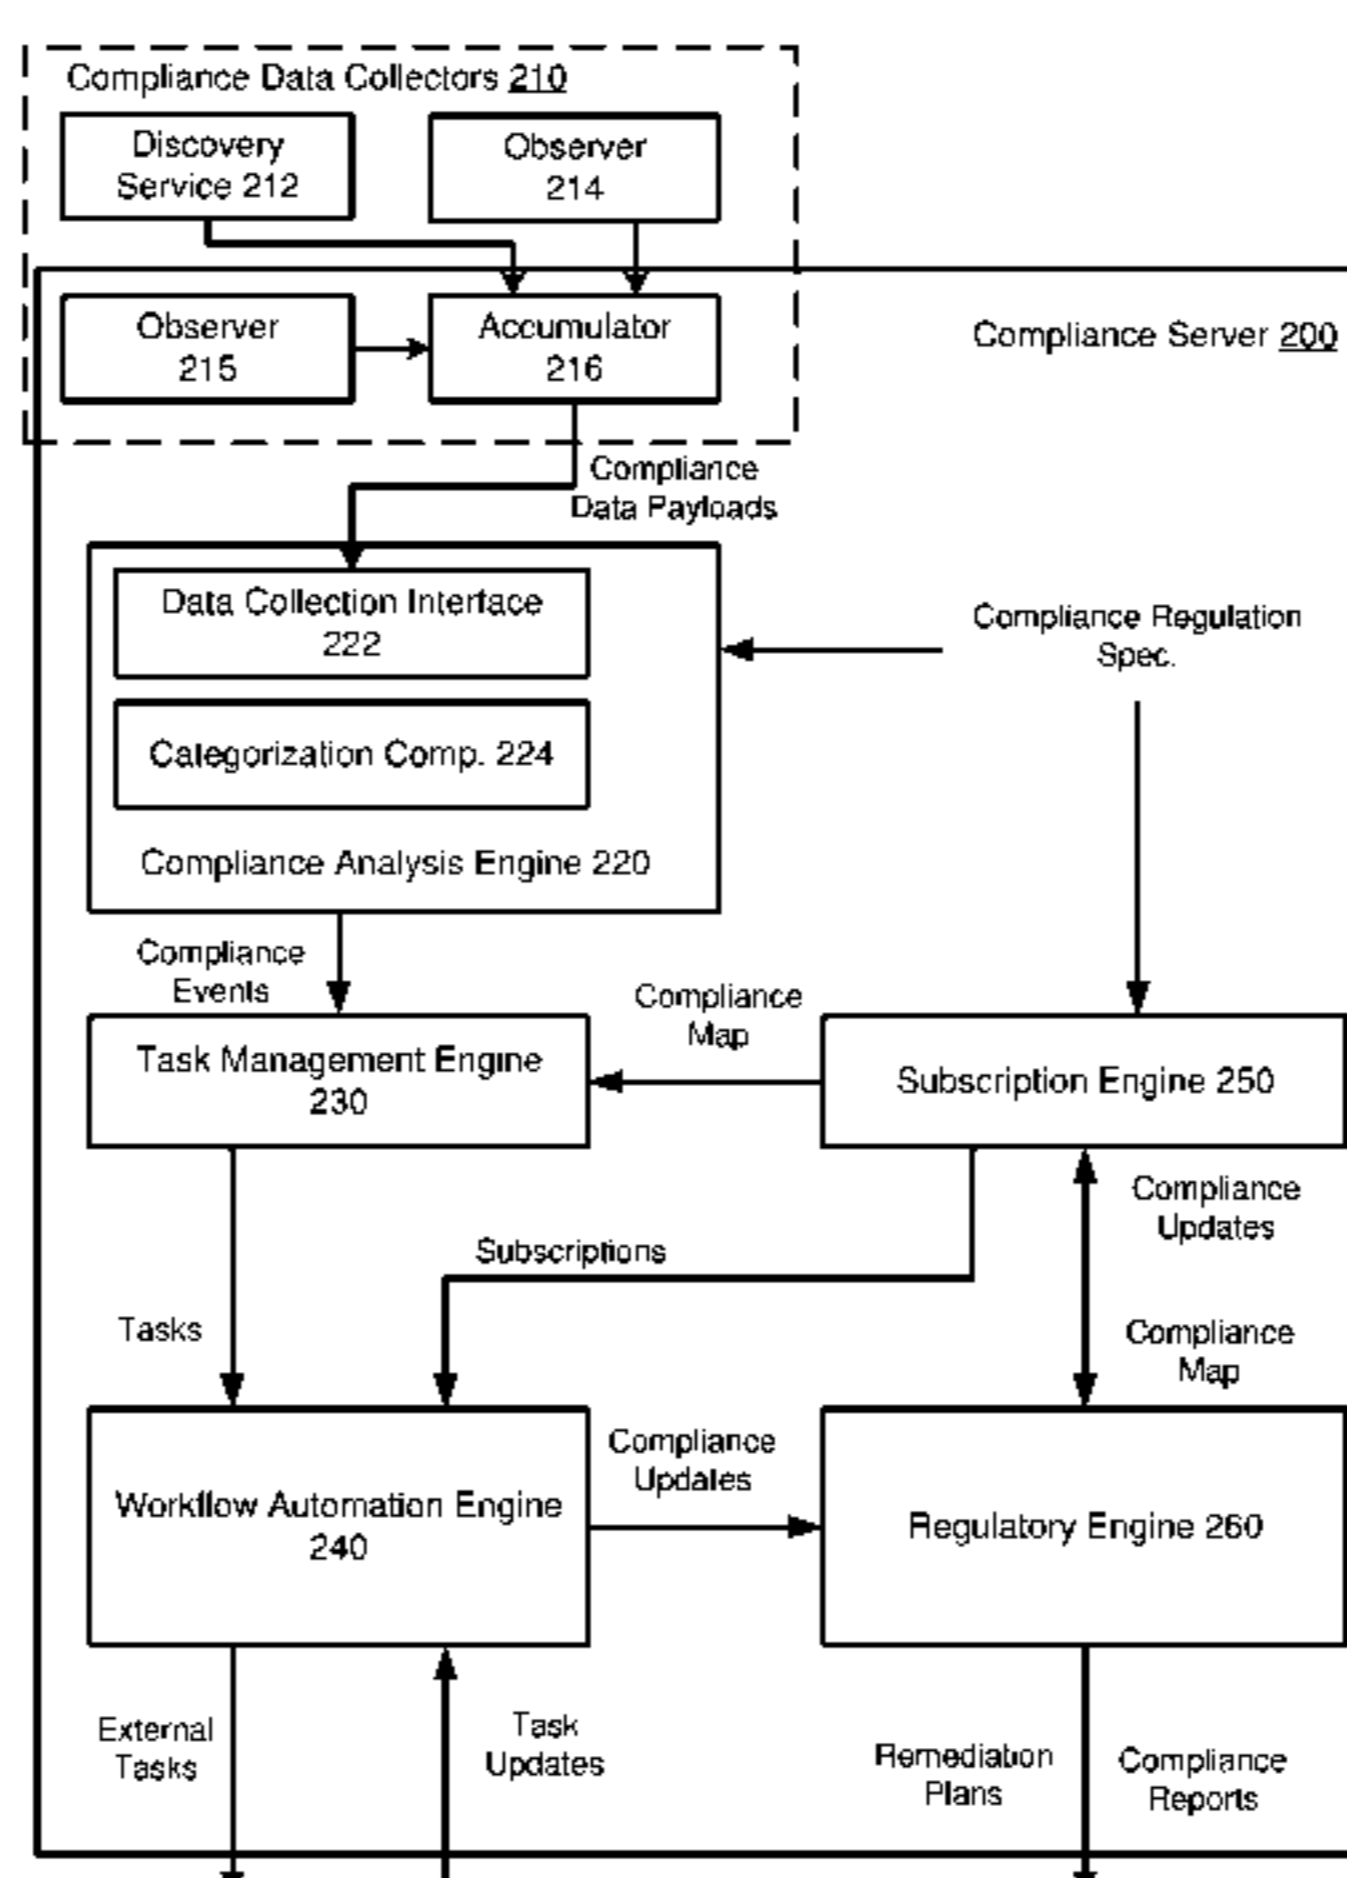 Compliance Data Collectors 210
Discovery
Service 212
Observer
214
Observer
215
Accumulator
216
Compliance Server 200
Compliance
Data Payloads
Data Collection Interface
222
Compliance Regulation
Spec.
Categorization Comp. 224
Compliance Analysis Engine 220
Compliance
Events
Compliance
Map
Task Management Engine
230
Subscription Engine 250
Compliance
Updates
Subscriptions
Tasks
Compliance
Map
Compliance
Updates
Workflow Automation Engine
240
Regulatory Engine 260
External
Tasks
Task
Updates
Remediation
Plans
Compliance
Reports